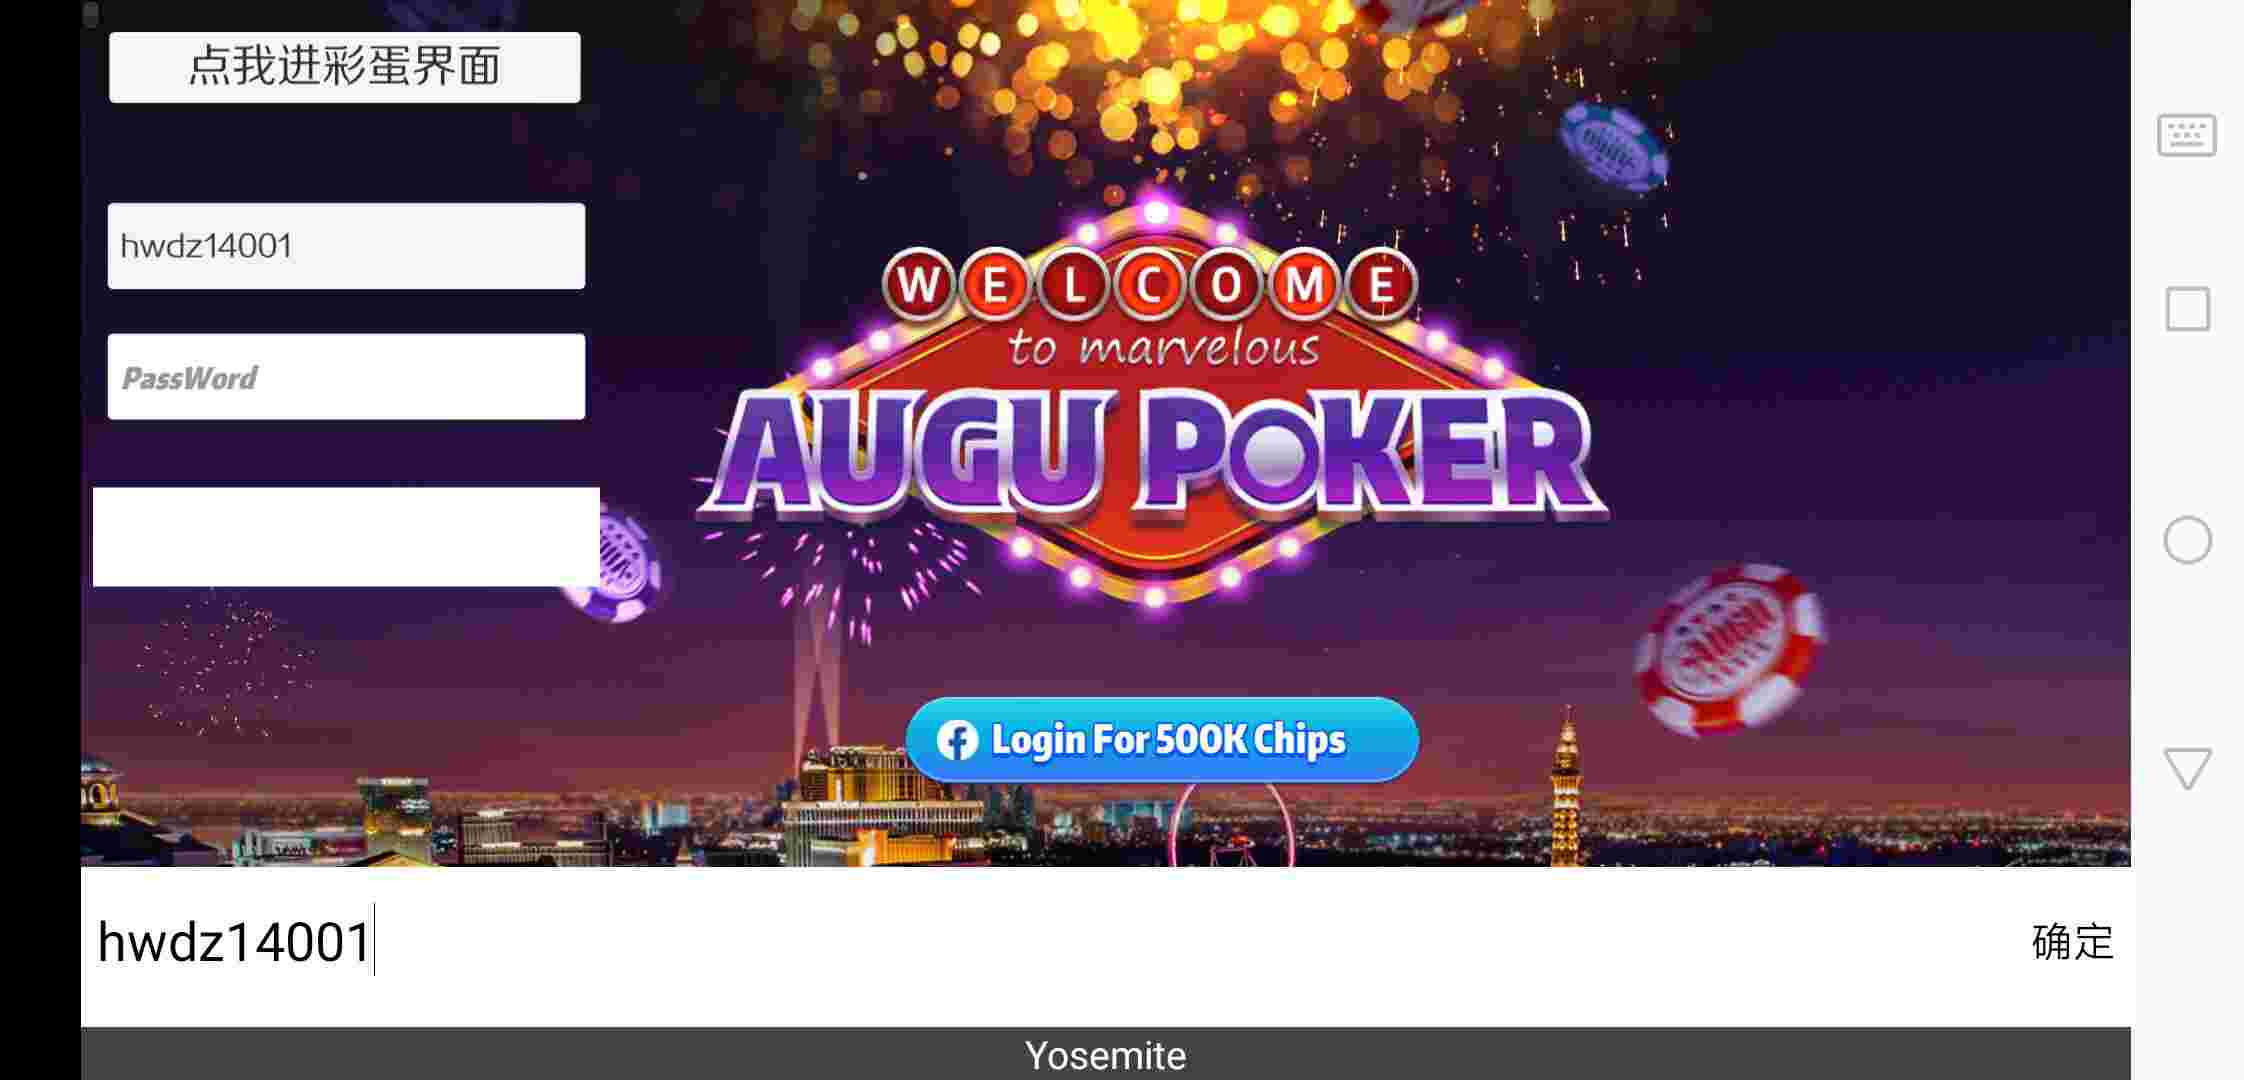 点我进彩蛋界面
hwdz14001
PassWord
WELCOME
to marvelous
AUGU POKER
Login For 500K Chips
hwdz14001
确定
Yosemite